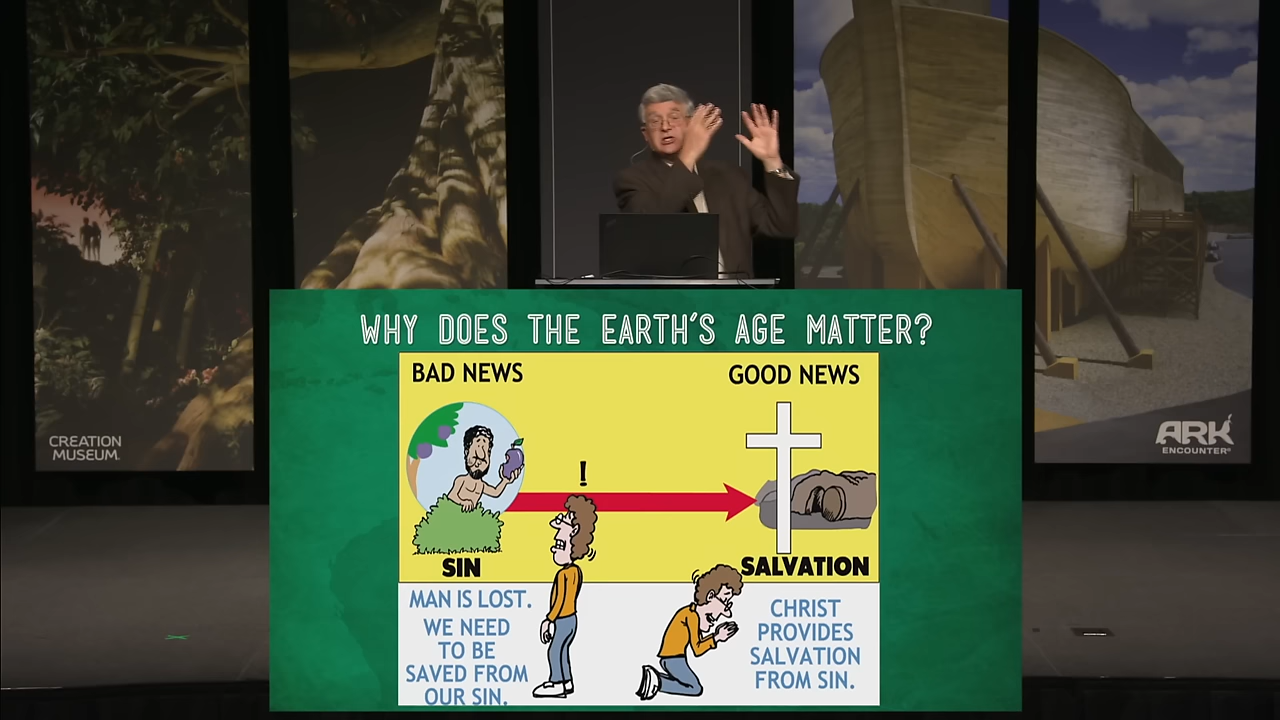 CREATION
MUSEUM
ARK
ENCOUNTER
WHY DOES THE EARTH'S AGE MATTER?
BAD NEWS
GOOD NEWS
!
SIN
SALVATION
MAN IS LOST.
WE NEED
TO BE
SAVED FROM
OUR SIN.
CHRIST
PROVIDES
SALVATION
FROM SIN.